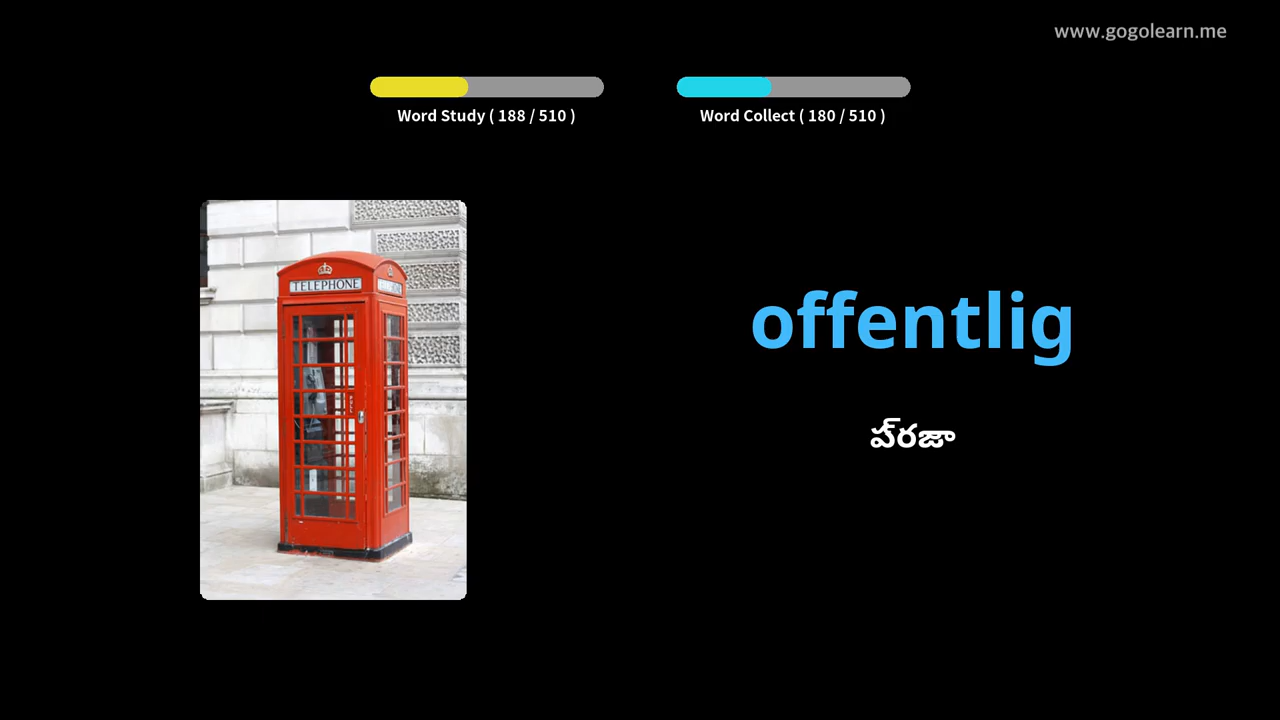 www.gogolearn.me
Word Study ( 188 / 510 )
Word Collect ( 180 / 510 )
TELEPHONE
offentlig
ప్రజా